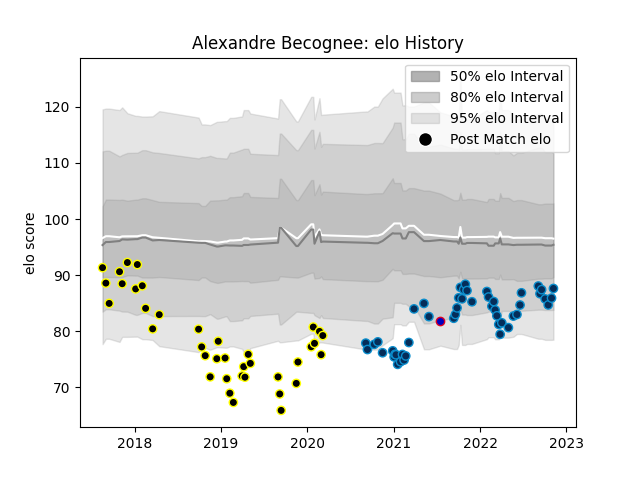 Alexandre Becognee: elo History
50% elo Interval
80% elo Interval
95% elo Interval
Post Match elo
elo score
120
110
100
90
80
70
2018 2019 2020 2021 2022 2023